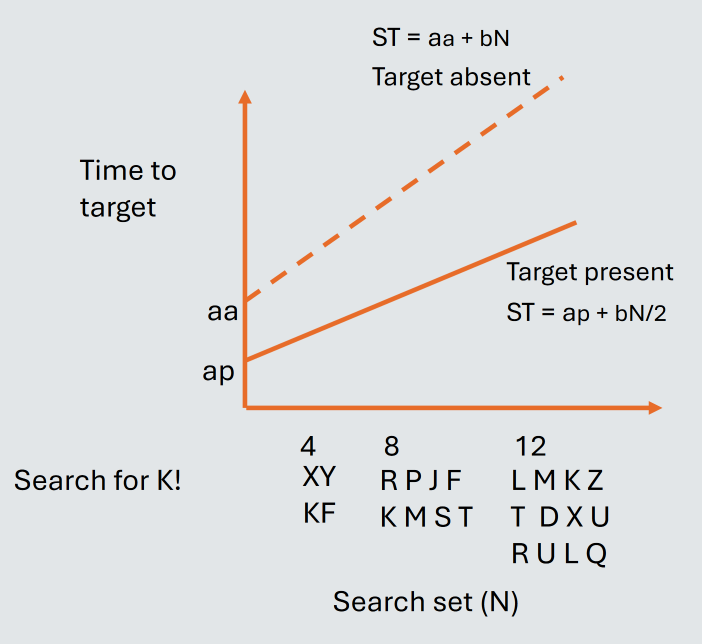 ST = aa + bN
Target absent
Time to
target
Target present
ST = ap + bN/2
aa
ap
4 8 12
Search for K!
XY R P J F L M K Z
KF K M S T T D X U
R U L Q
Search set (N)